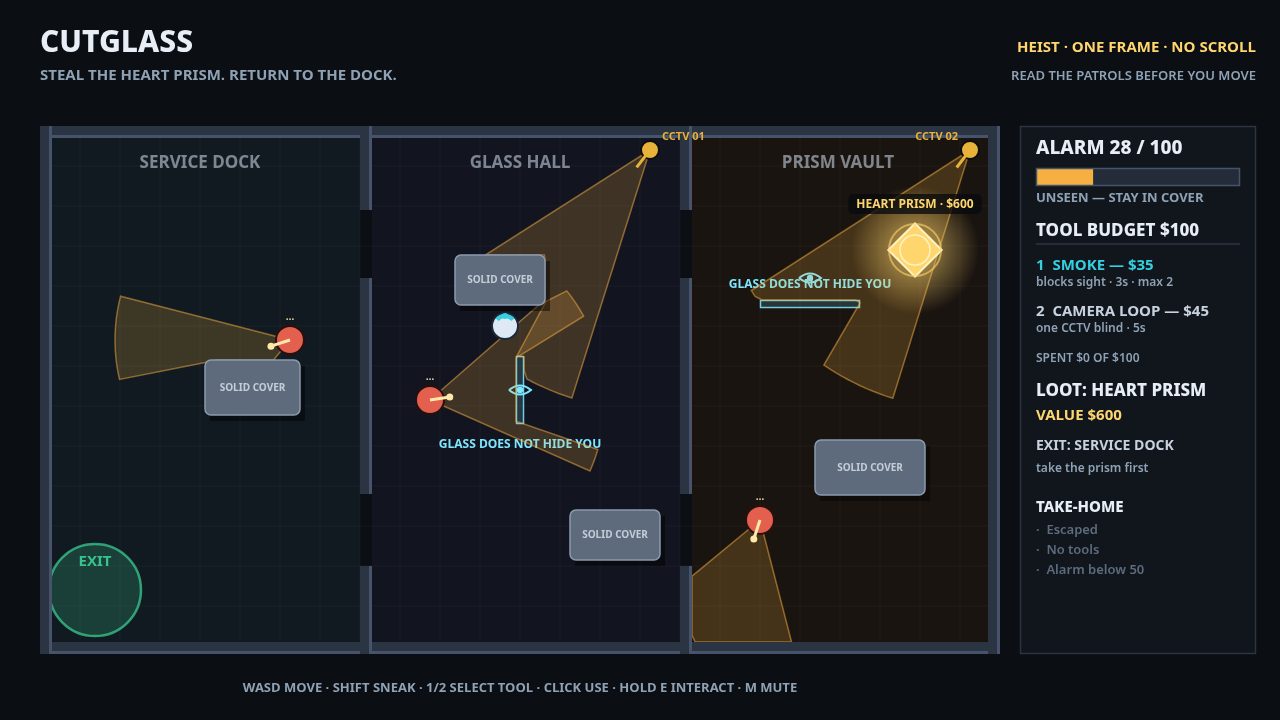 CUTGLASS
STEAL THE HEART PRISM. RETURN TO THE DOCK.
HEIST · ONE FRAME · NO SCROLL
READ THE PATROLS BEFORE YOU MOVE
CCTV 01
CCTV 02
SERVICE DOCK
GLASS HALL
PRISM VAULT
HEART PRISM · $600
SOLID COVER
GLASS DOES NOT HIDE YOU
...
SOLID COVER
...
GLASS DOES NOT HIDE YOU
SOLID COVER
...
SOLID COVER
EXIT
ALARM 28 / 100
UNSEEN — STAY IN COVER
TOOL BUDGET $100
1 SMOKE — $35
blocks sight · 3s · max 2
2 CAMERA LOOP — $45
one CCTV blind · 5s
SPENT $0 OF $100
LOOT: HEART PRISM
VALUE $600
EXIT: SERVICE DOCK
take the prism first
TAKE-HOME
· Escaped
· No tools
· Alarm below 50
WASD MOVE · SHIFT SNEAK · 1/2 SELECT TOOL · CLICK USE · HOLD E INTERACT · M MUTE